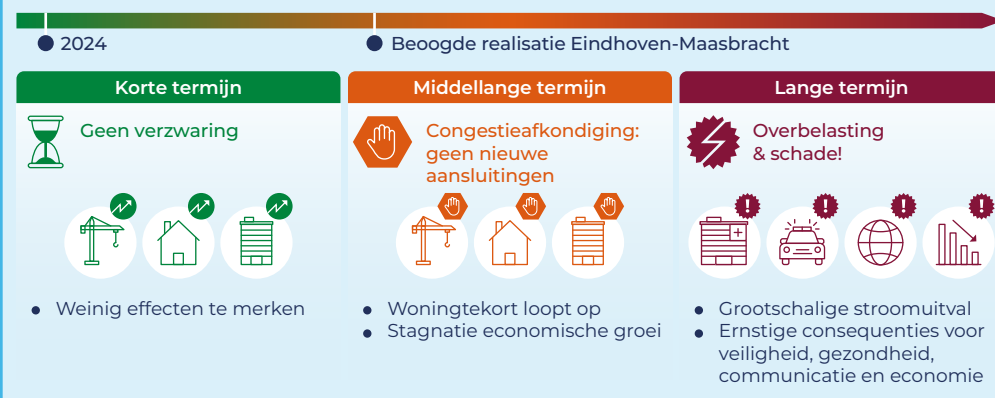 2024
Beoogde realisatie Eindhoven-Maasbracht
Korte termijn
Geen verzwaring
Weinig effecten te merken
Middellange termijn
Congestieafkondiging:
geen nieuwe
aansluitingen
Woningtekort loopt op
Stagnatie economische groei
Lange termijn
Overbelasting
& schade!
Grootschalige stroomuitval
Ernstige consequenties voor
veiligheid, gezondheid,
communicatie en economie